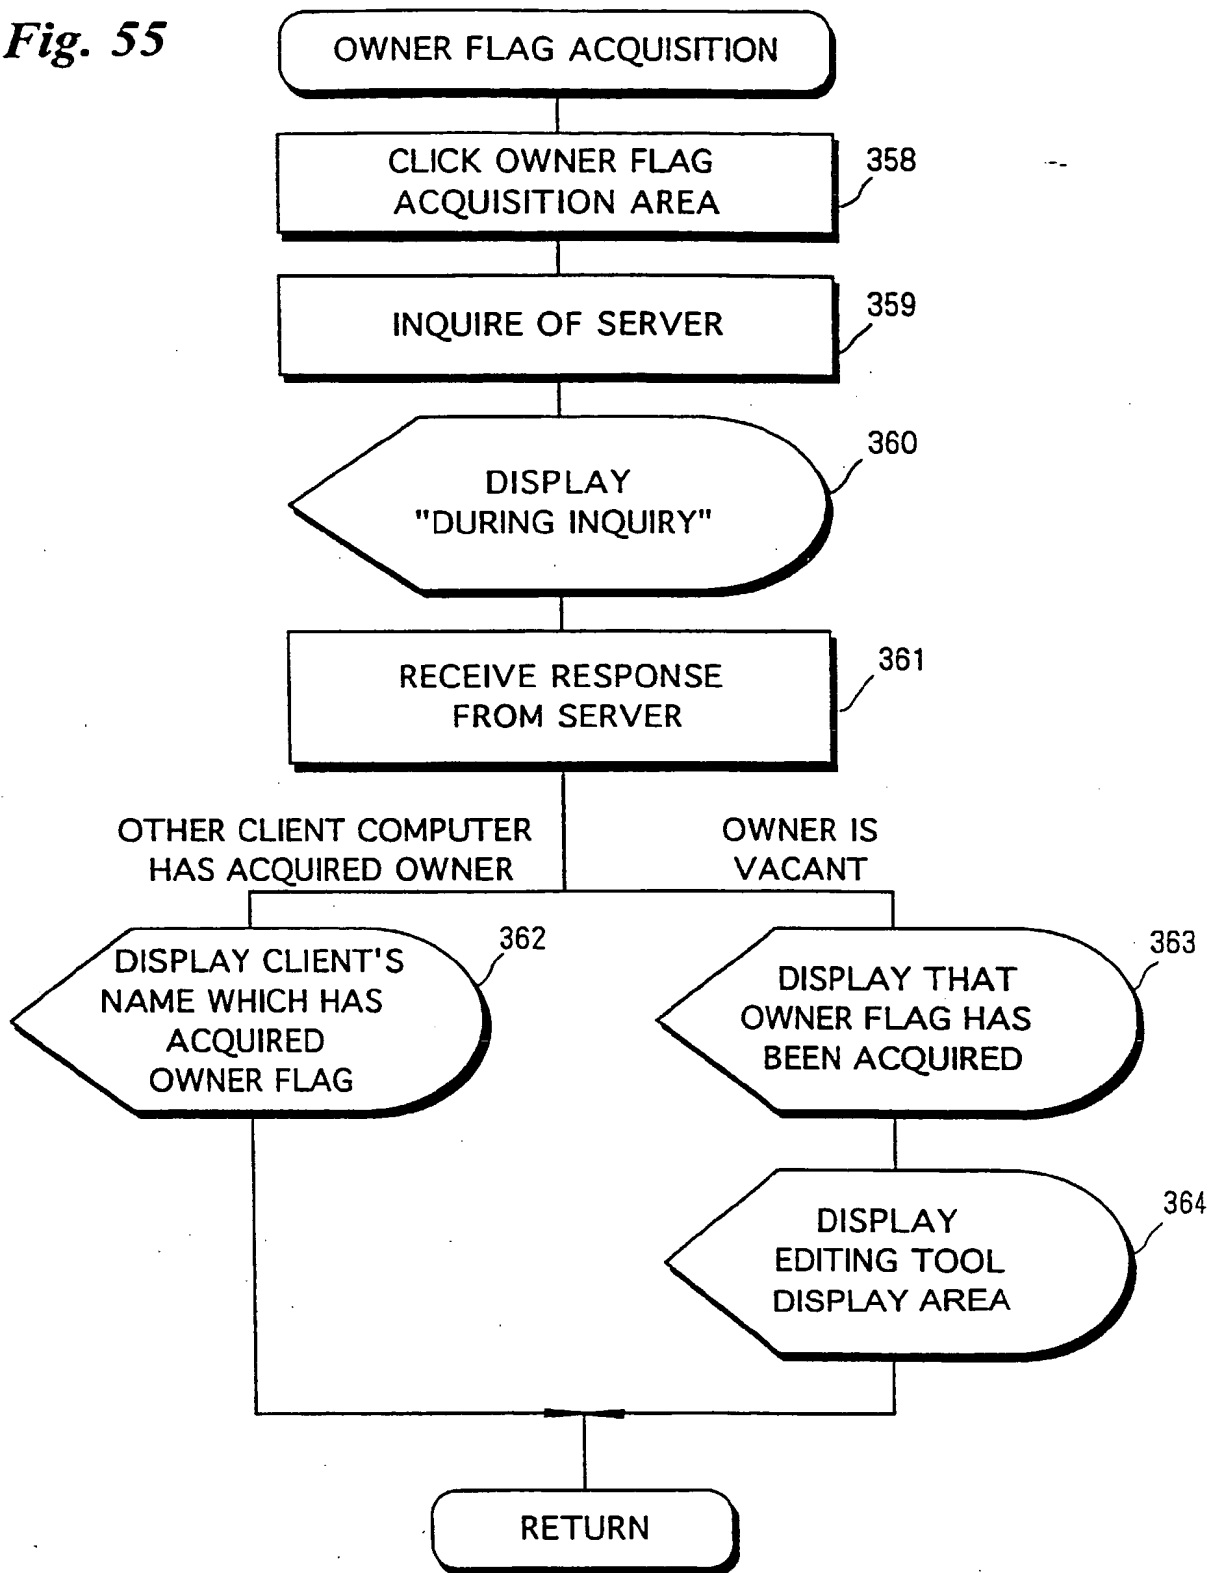 Fig. 55
OWNER FLAG ACQUISITION
CLICK OWNER FLAG
ACQUISITION AREA
358
INQUIRE OF SERVER
359
DISPLAY
"DURING INQUIRY"
360
RECEIVE RESPONSE
FROM SERVER
361
OTHER CLIENT COMPUTER
HAS ACQUIRED OWNER
OWNER IS
VACANT
DISPLAY CLIENT'S
NAME WHICH HAS
ACQUIRED
OWNER FLAG
362
DISPLAY THAT
OWNER FLAG HAS
BEEN ACQUIRED
363
DISPLAY
EDITING TOOL
DISPLAY AREA
364
RETURN